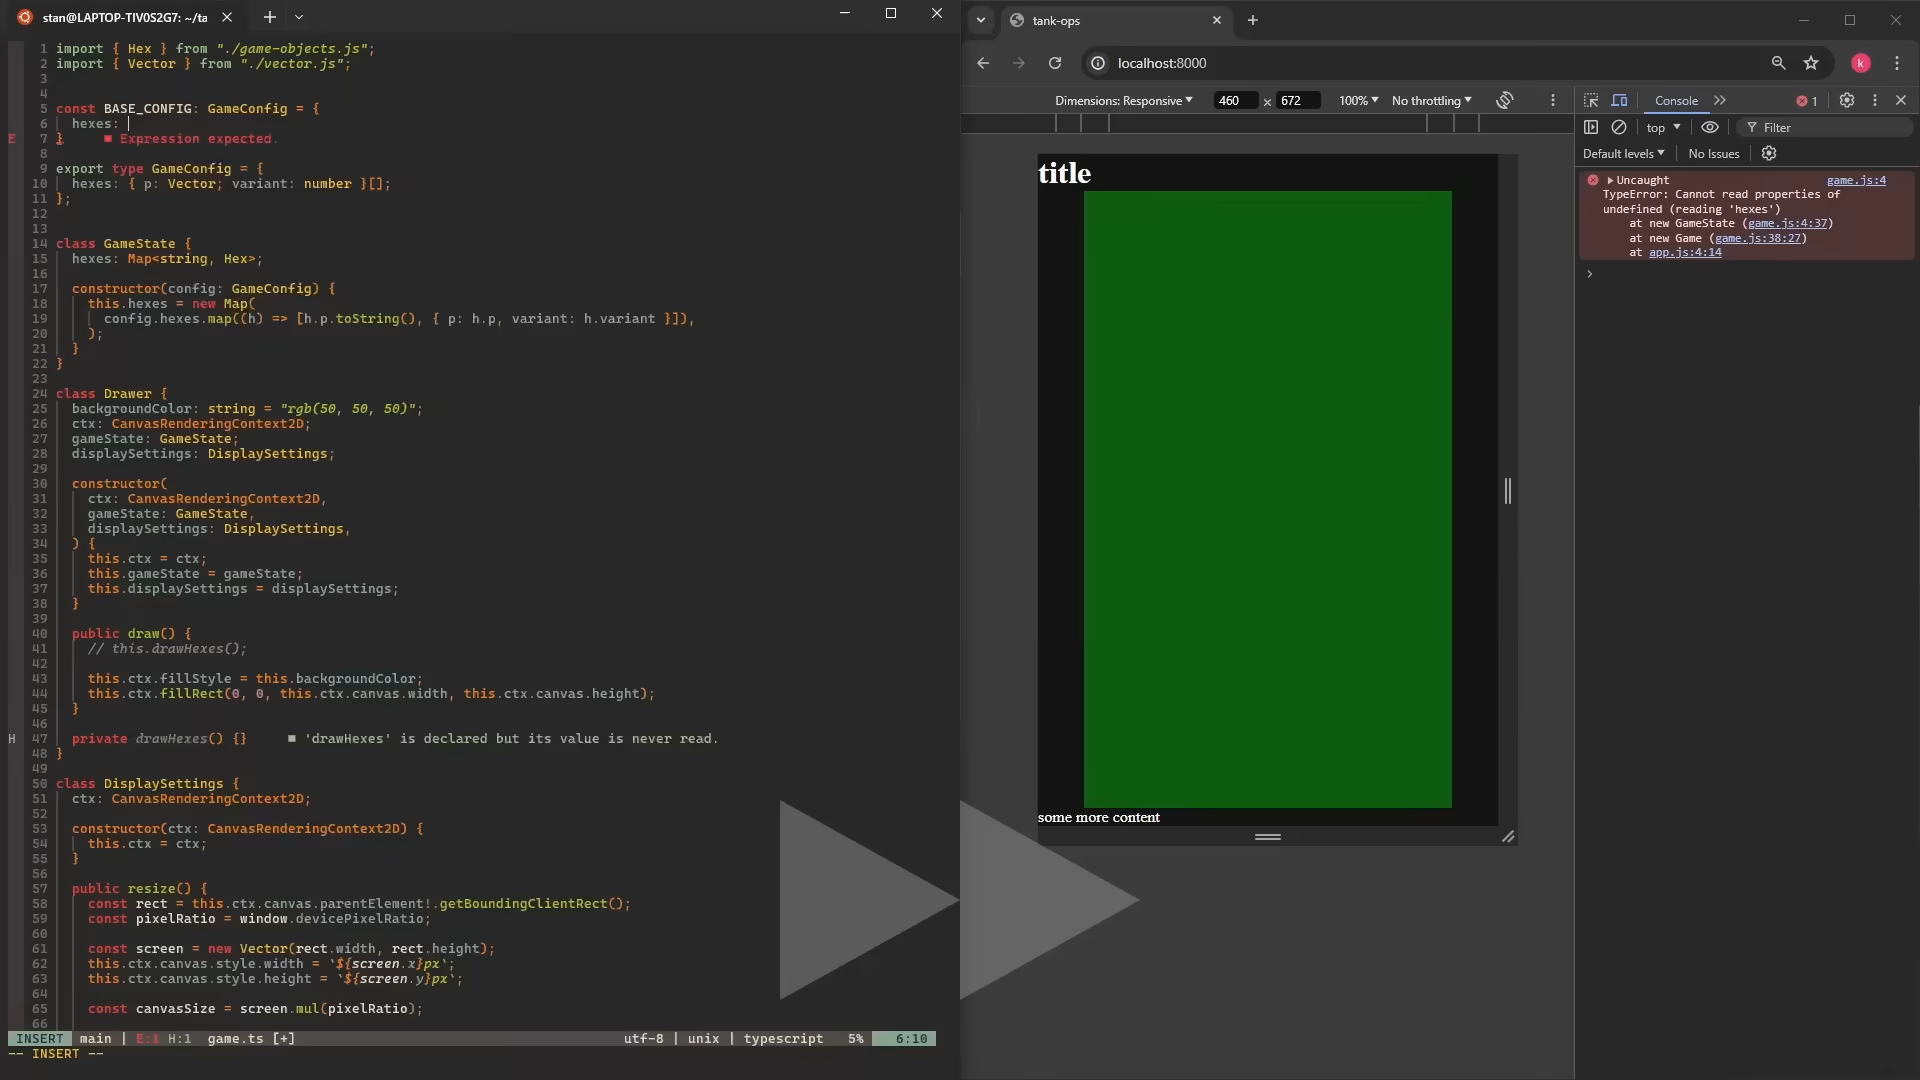 stan@LAPTOP-TIV0S2G7: ~/ta
1 import { Hex } from "./game-objects.js";
2 import { Vector } from "./vector.js";
3
4
5 const BASE_CONFIG: GameConfig = {
6 hexes:
E 7 } ■ Expression expected.
8
9 export type GameConfig = {
10 hexes: { p: Vector; variant: number }[];
11 };
12
13
14 class GameState {
15 hexes: Map<string, Hex>;
16
17 constructor(config: GameConfig) {
18 this.hexes = new Map(
19 config.hexes.map((h) => [h.p.toString(), { p: h.p, variant: h.variant }]),
20 );
21 }
22 }
23
24 class Drawer {
25 backgroundColor: string = "rgb(50, 50, 50)";
26 ctx: CanvasRenderingContext2D;
27 gameState: GameState;
28 displaySettings: DisplaySettings;
29
30 constructor(
31 ctx: CanvasRenderingContext2D,
32 gameState: GameState,
33 displaySettings: DisplaySettings,
34 ) {
35 this.ctx = ctx;
36 this.gameState = gameState;
37 this.displaySettings = displaySettings;
38 }
39
40 public draw() {
41 // this.drawHexes();
42
43 this.ctx.fillStyle = this.backgroundColor;
44 this.ctx.fillRect(0, 0, this.ctx.canvas.width, this.ctx.canvas.height);
45 }
46
H 47 private drawHexes() {} ■ 'drawHexes' is declared but its value is never read.
48 }
49
50 class DisplaySettings {
51 ctx: CanvasRenderingContext2D;
52
53 constructor(ctx: CanvasRenderingContext2D) {
54 this.ctx = ctx;
55 }
56
57 public resize() {
58 const rect = this.ctx.canvas.parentElement!.getBoundingClientRect();
59 const pixelRatio = window.devicePixelRatio;
60
61 const screen = new Vector(rect.width, rect.height);
62 this.ctx.canvas.style.width = `${screen.x}px`;
63 this.ctx.canvas.style.height = `${screen.y}px`;
64
65 const canvasSize = screen.mul(pixelRatio);
66
INSERT main | E:1 H:1 game.ts [+] utf-8 | unix | typescript 5% 6:10
-- INSERT --
tank-ops
localhost:8000
k
Dimensions: Responsive 460 × 672 100% No throttling
title
some more content
Console 1
top Filter
Default levels No Issues
Uncaught game.js:4
TypeError: Cannot read properties of
undefined (reading 'hexes')
at new GameState (game.js:4:37)
at new Game (game.js:38:27)
at app.js:4:14